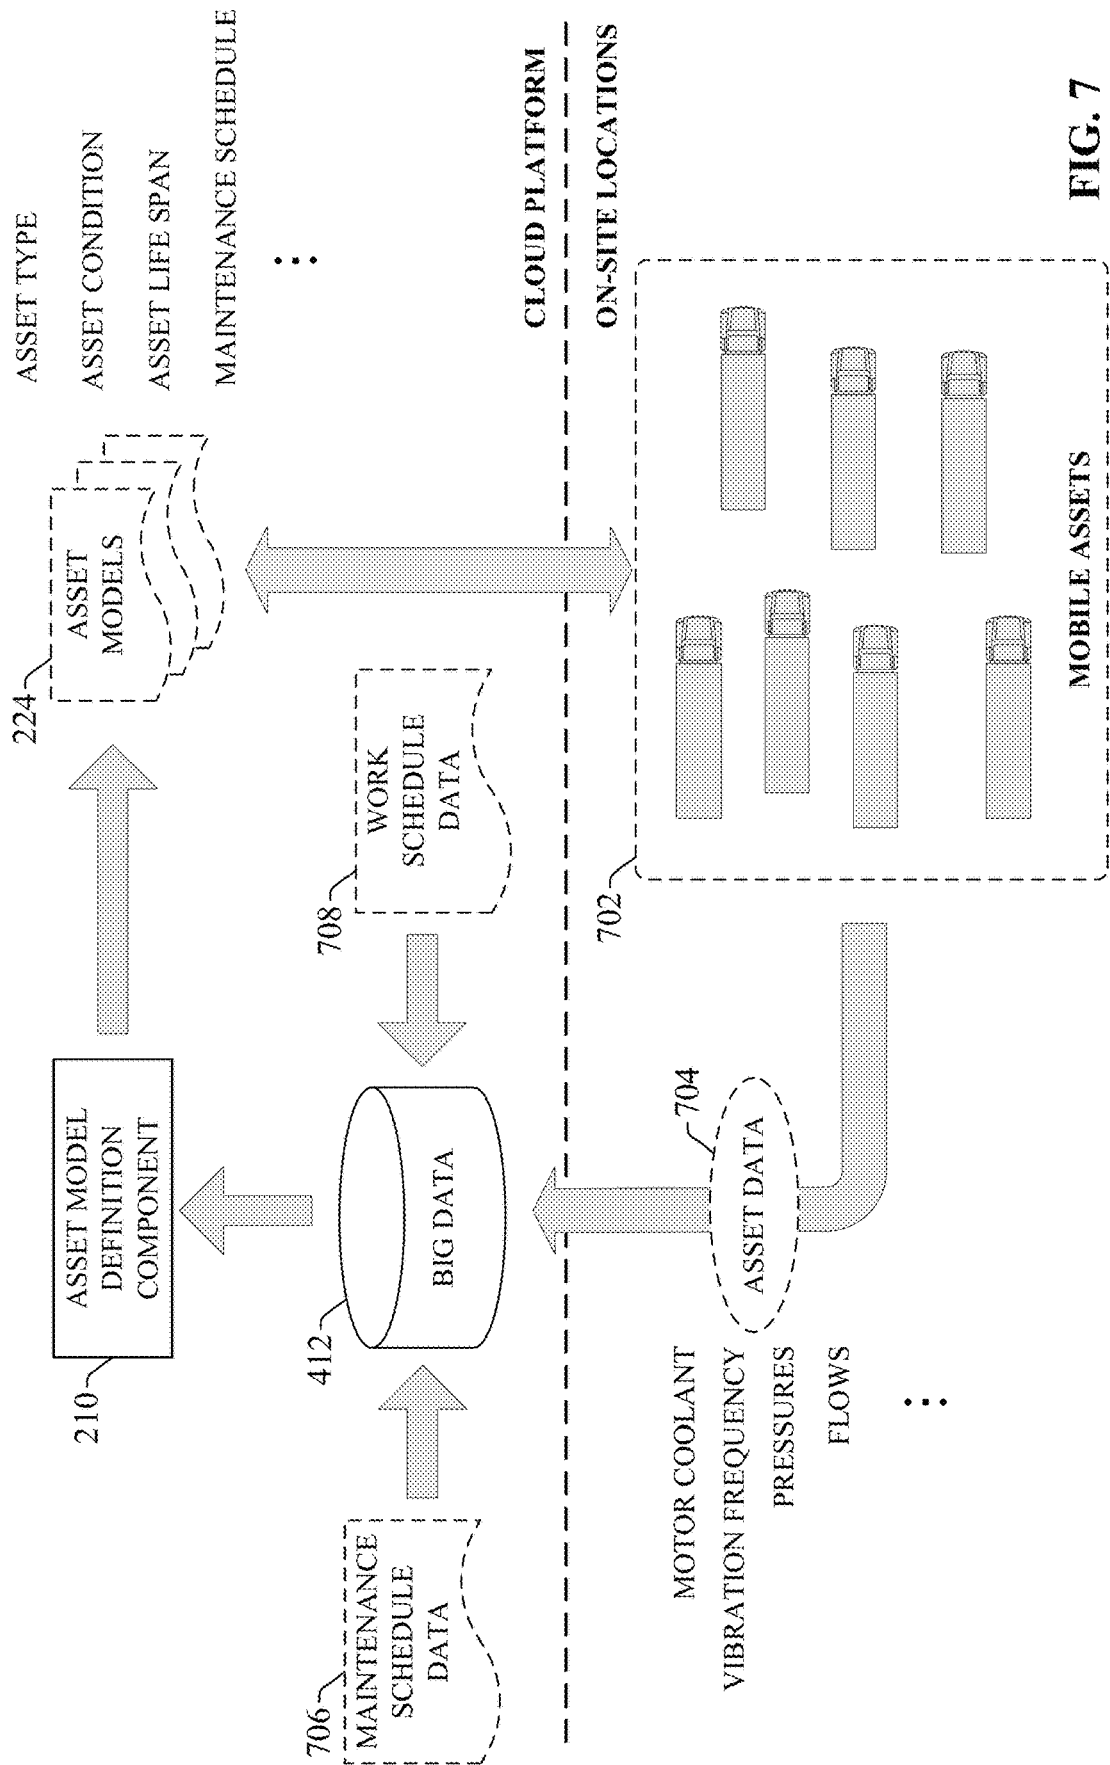 210
ASSET MODEL
DEFINITION
COMPONENT
224
ASSET
MODELS
ASSET TYPE
ASSET CONDITION
ASSET LIFE SPAN
MAINTENANCE SCHEDULE
...
706
MAINTENANCE
SCHEDULE
DATA
412
BIG DATA
708
WORK
SCHEDULE
DATA
CLOUD PLATFORM
ON-SITE LOCATIONS
MOTOR COOLANT
VIBRATION FREQUENCY
PRESSURES
FLOWS
...
704
ASSET DATA
702
MOBILE ASSETS
FIG. 7